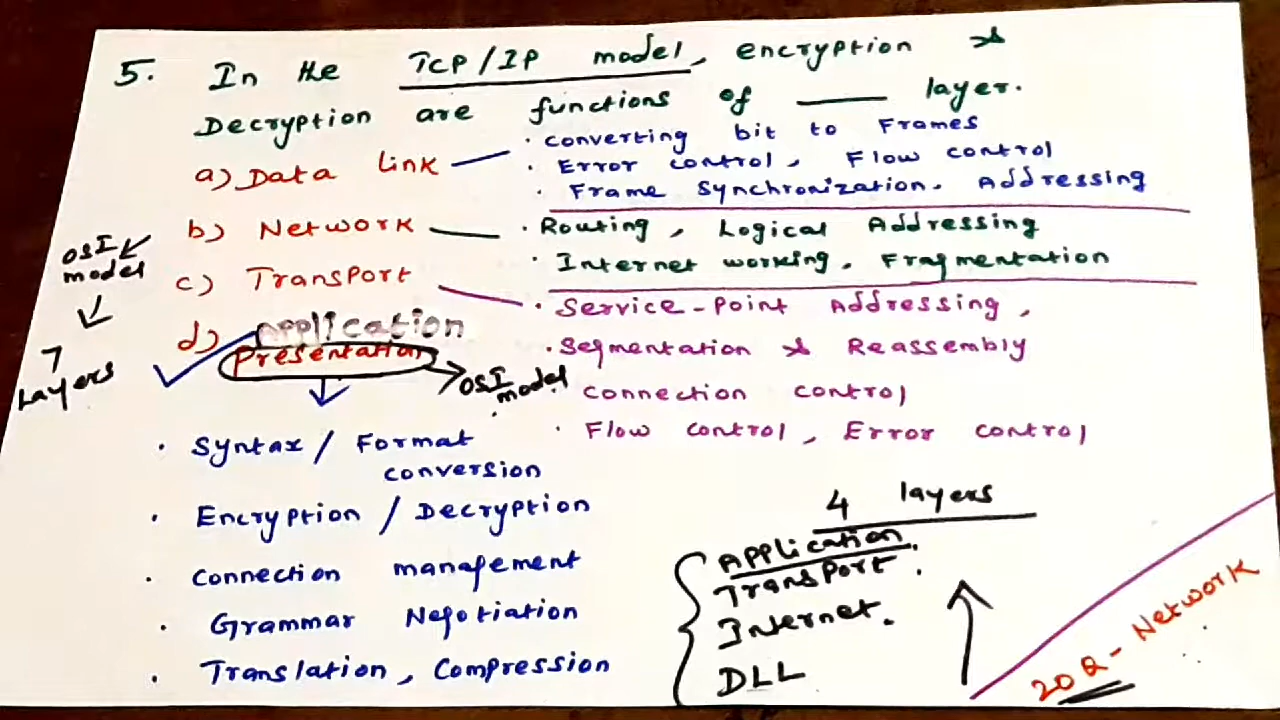 5. In the TCP/IP model, encryption &
Decryption are functions of ____ layer.
a) Data Link
· converting bit to Frames
· Error control, Flow control
· Frame Synchronization. Addressing
b) Network
· Routing, Logical Addressing
· Internet working, Fragmentation
c) Transport
· Service-Point Addressing,
· Segmentation & Reassembly
connection control
· Flow control, Error control
d) Application
Presentation
OSI
model
OSI
model
7
Layers
· Syntax / Format
conversion
· Encryption / Decryption
· Connection management
· Grammar Negotiation
· Translation, Compression
4 layers
Application.
Transport.
Internet.
DLL
20Q - Network